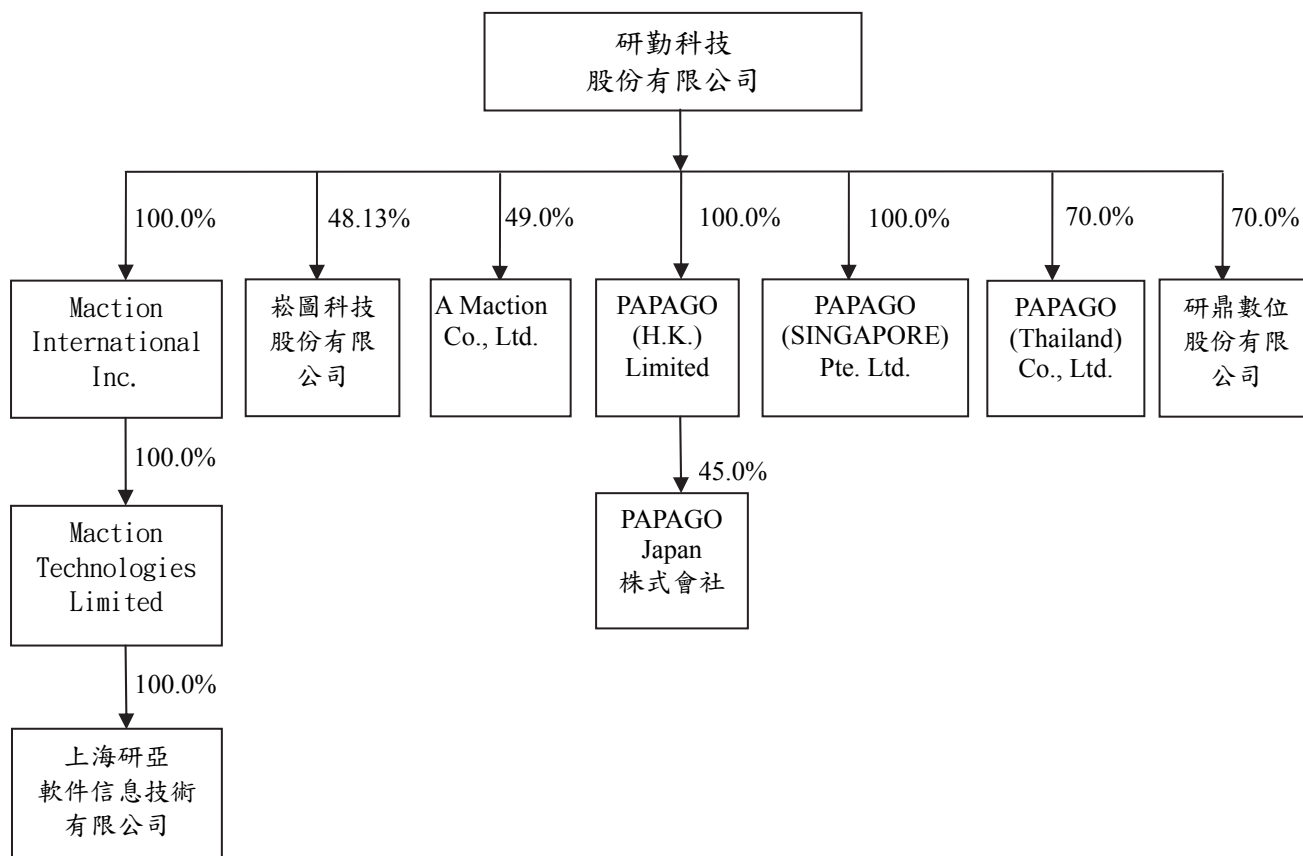 研勤科技
股份有限公司
100.0%
48.13%
49.0%
100.0%
100.0%
70.0%
70.0%
Maction
International
Inc.
崧圖科技
股份有限
公司
A Maction
Co., Ltd.
PAPAGO
(H.K.)
Limited
PAPAGO
(SINGAPORE)
Pte. Ltd.
PAPAGO
(Thailand)
Co., Ltd.
研鼎數位
股份有限
公司
100.0%
45.0%
Maction
Technologies
Limited
PAPAGO
Japan
株式會社
100.0%
上海研亞
軟件信息技術
有限公司